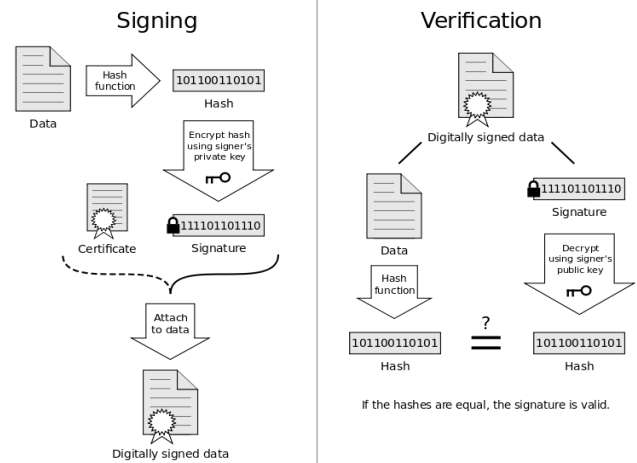 Signing
Hash
function
101100110101
Data
Hash
Encrypt hash
using signer's
private key
111101101110
Certificate
Signature
Attach
to data
Digitally signed data
Verification
Digitally signed data
111101101110
Signature
Data
Decrypt
using signer's
public key
Hash
function
?
101100110101
101100110101
Hash
Hash
If the hashes are equal, the signature is valid.